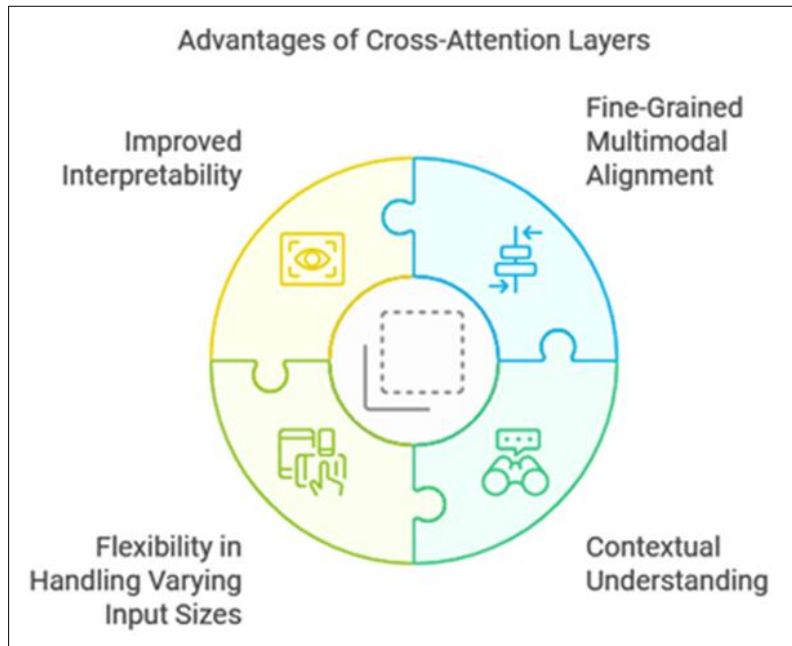 Advantages of Cross-Attention Layers
Improved
Interpretability
Fine-Grained
Multimodal
Alignment
Flexibility in
Handling Varying
Input Sizes
Contextual
Understanding